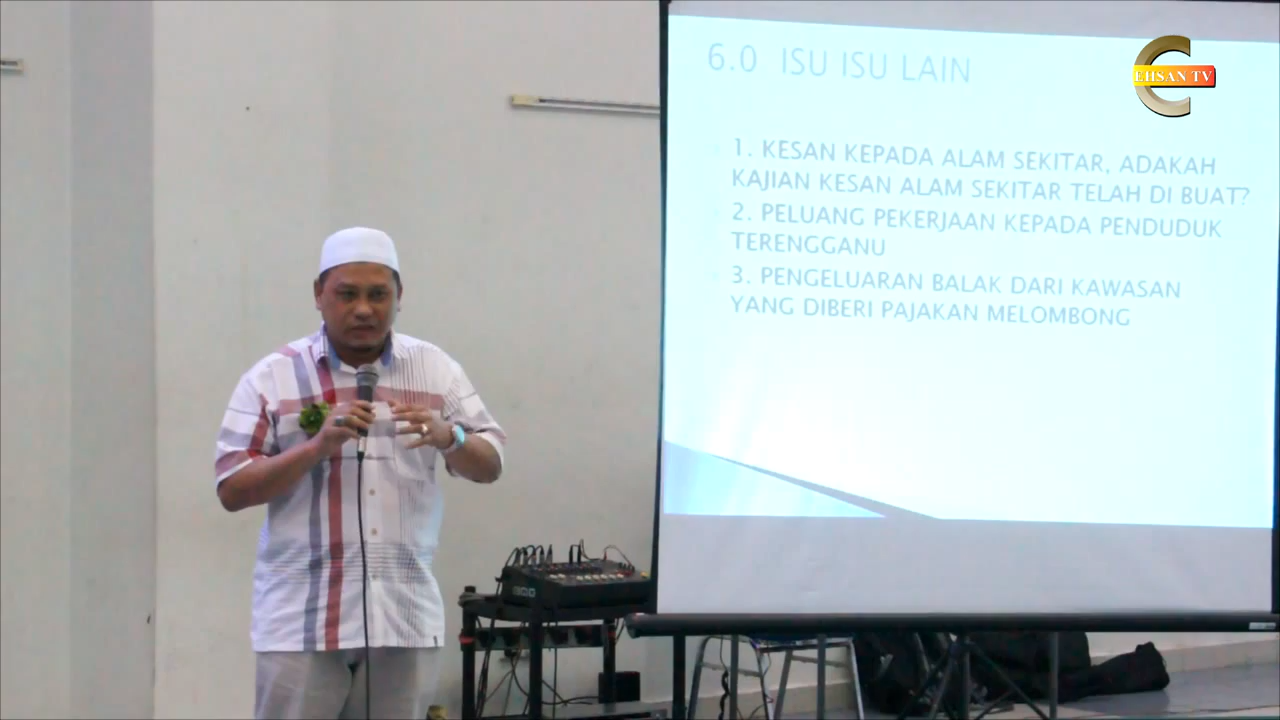 EHSAN TV
6.0 ISU ISU LAIN
1. KESAN KEPADA ALAM SEKITAR, ADAKAH
KAJIAN KESAN ALAM SEKITAR TELAH DI BUAT?
2. PELUANG PEKERJAAN KEPADA PENDUDUK
TERENGGANU
3. PENGELUARAN BALAK DARI KAWASAN
YANG DIBERI PAJAKAN MELOMBONG